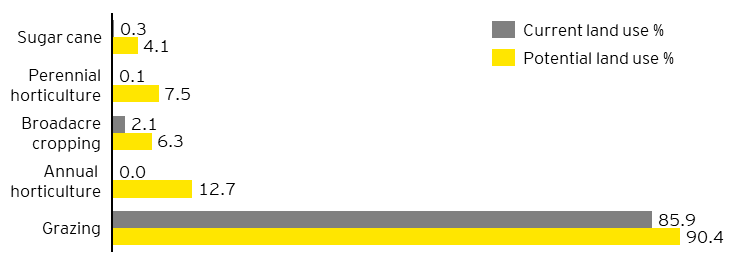 Current land use %
Potential land use %
Sugar cane
0.3
4.1
Perennial
horticulture
0.1
7.5
Broadacre
cropping
2.1
6.3
Annual
horticulture
0.0
12.7
Grazing
85.9
90.4